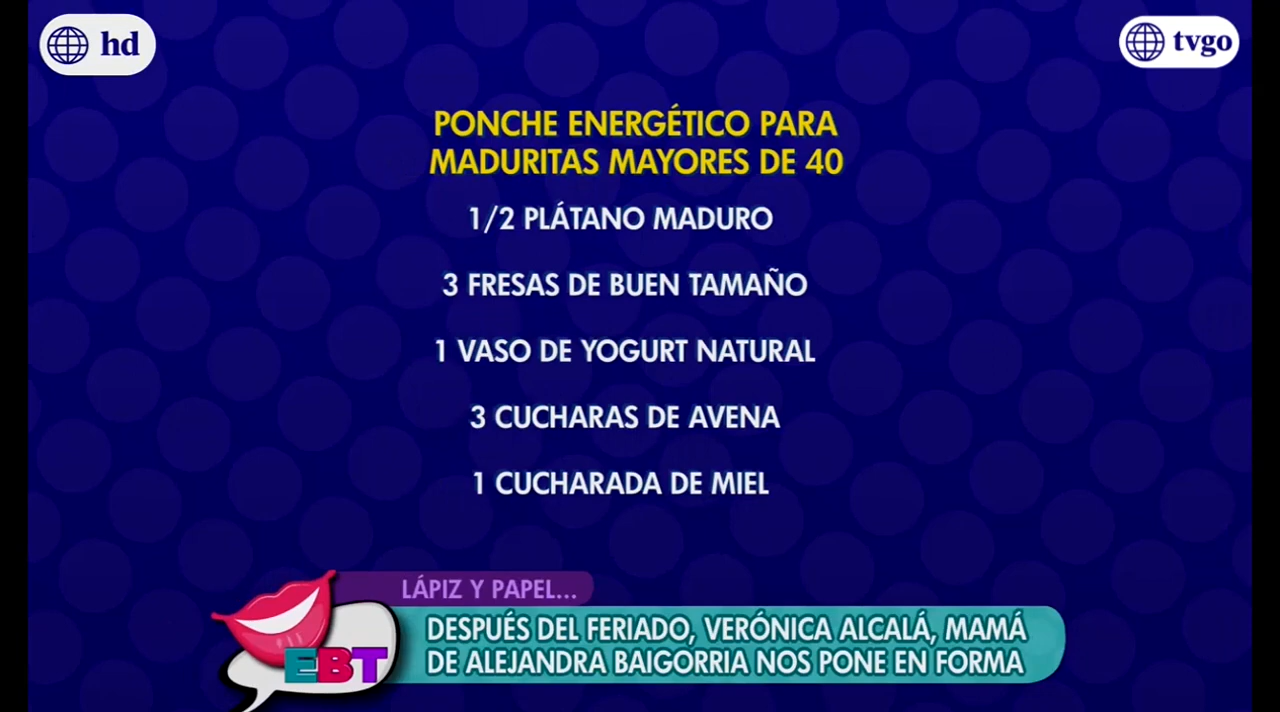 hd
tvgo
PONCHE ENERGÉTICO PARA
MADURITAS MAYORES DE 40
1/2 PLÁTANO MADURO
3 FRESAS DE BUEN TAMAÑO
1 VASO DE YOGURT NATURAL
3 CUCHARAS DE AVENA
1 CUCHARADA DE MIEL
LÁPIZ Y PAPEL...
DESPUÉS DEL FERIADO, VERÓNICA ALCALÁ, MAMÁ
DE ALEJANDRA BAIGORRIA NOS PONE EN FORMA
EBT